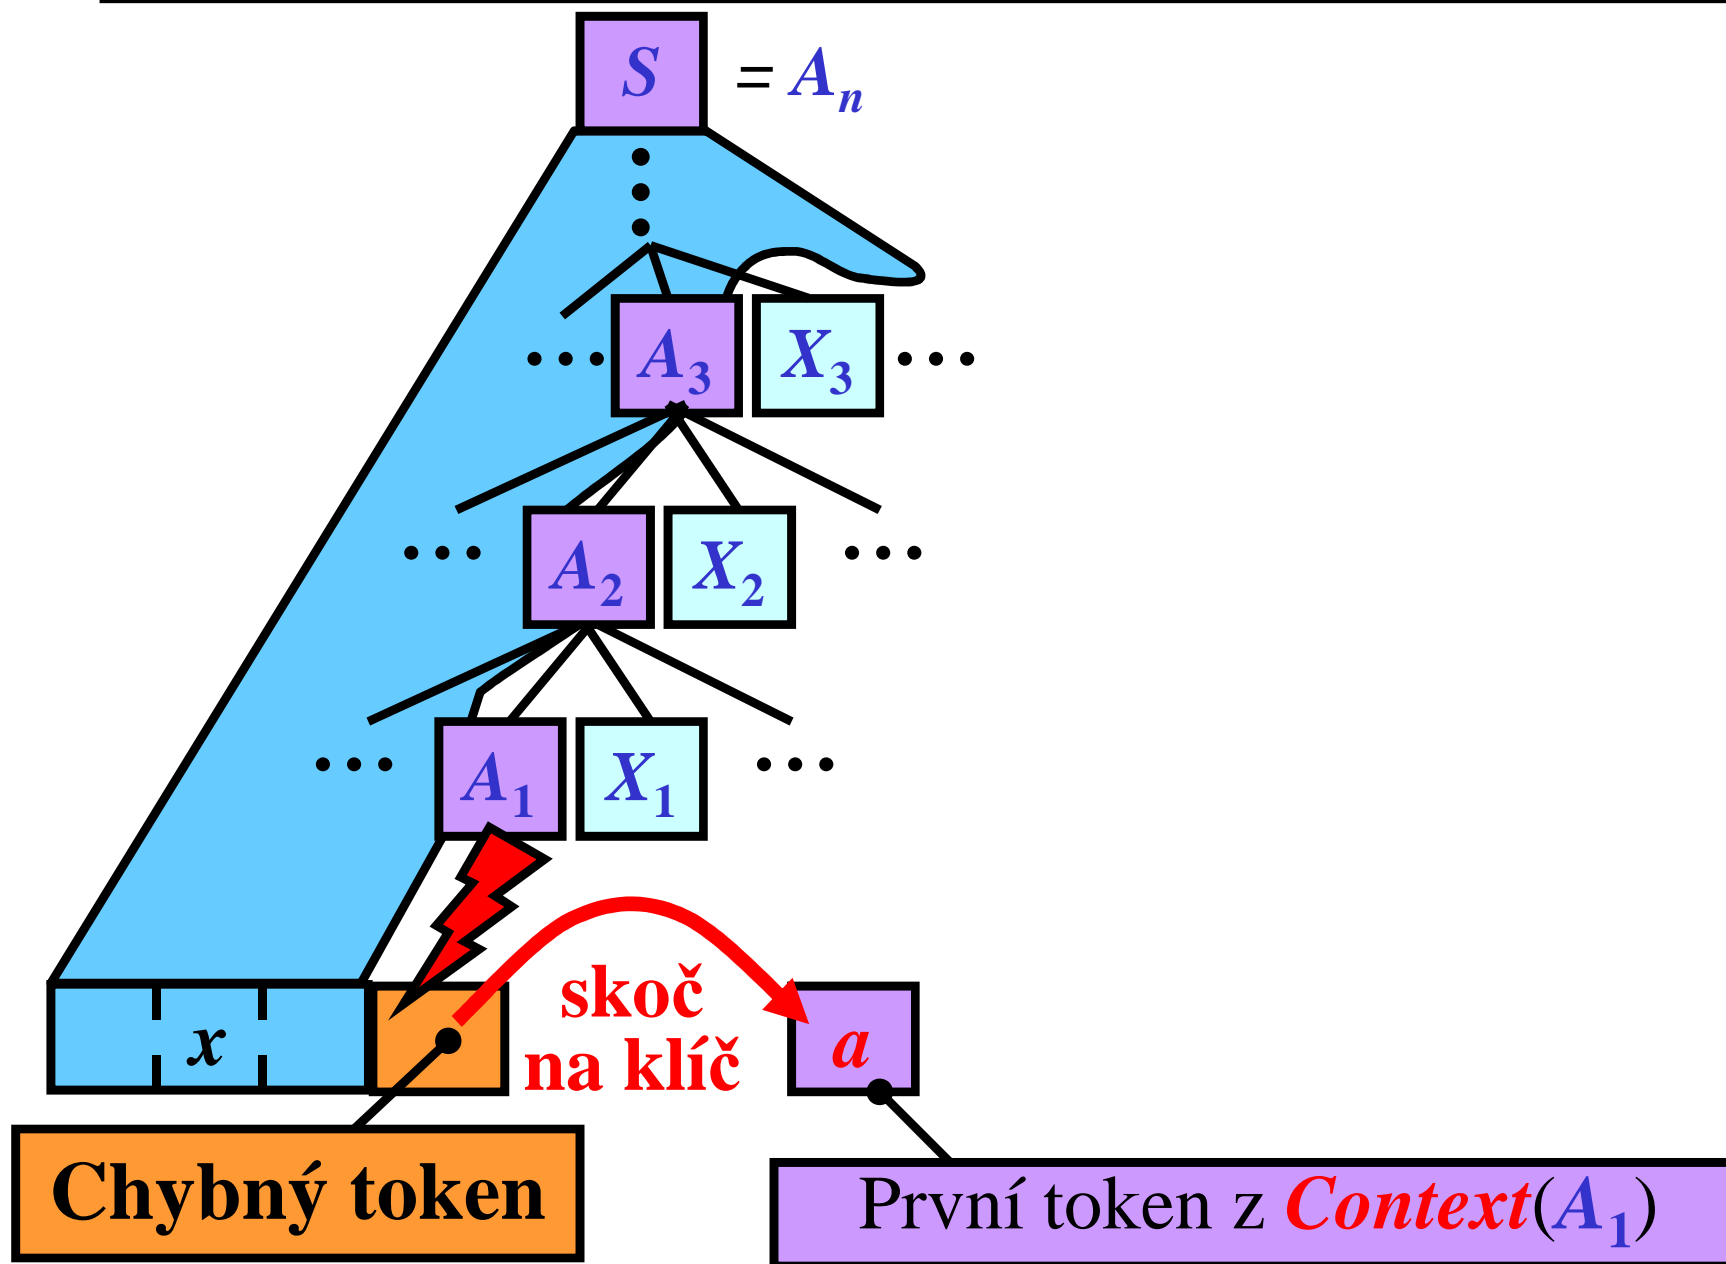 S = Aₙ
A₃ X₃
A₂ X₂
A₁ X₁
skoč
na klíč
x a
Chybný token
První token z Context(A₁)